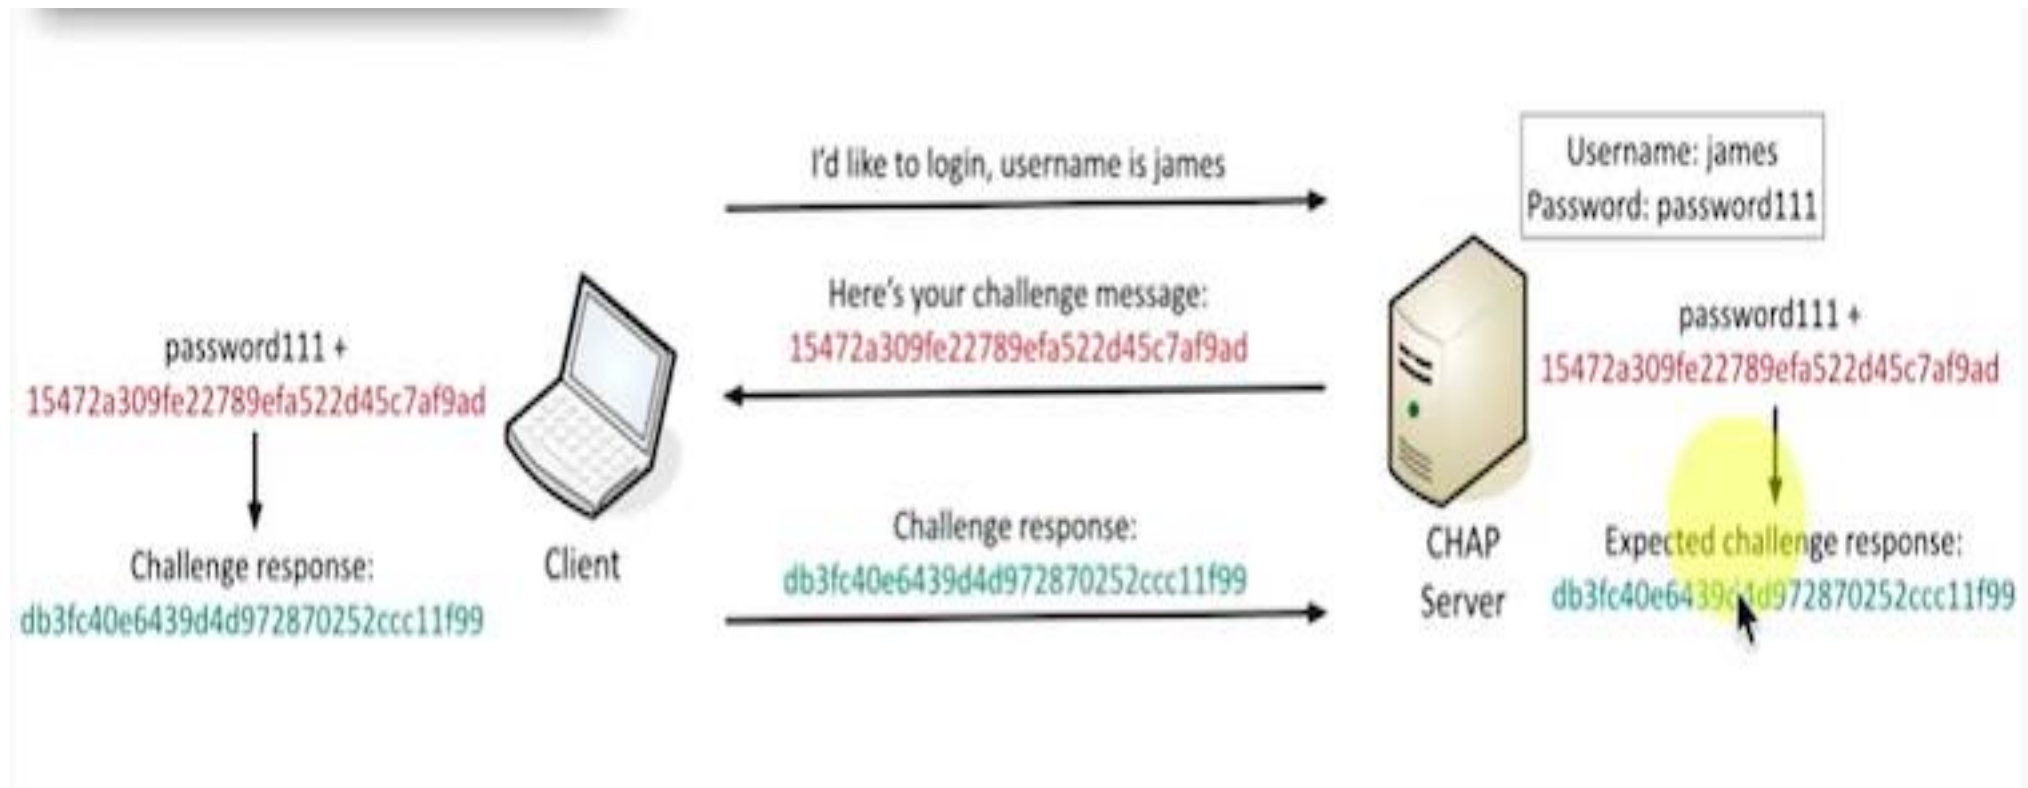 I'd like to login, username is james
Username: james
Password: password111
Here's your challenge message:
15472a309fe22789efa522d45c7af9ad
password111 +
15472a309fe22789efa522d45c7af9ad
password111 +
15472a309fe22789efa522d45c7af9ad
Challenge response:
db3fc40e6439d4d972870252ccc11f99
Client
Challenge response:
db3fc40e6439d4d972870252ccc11f99
CHAP
Server
Expected challenge response:
db3fc40e6439d4d972870252ccc11f99